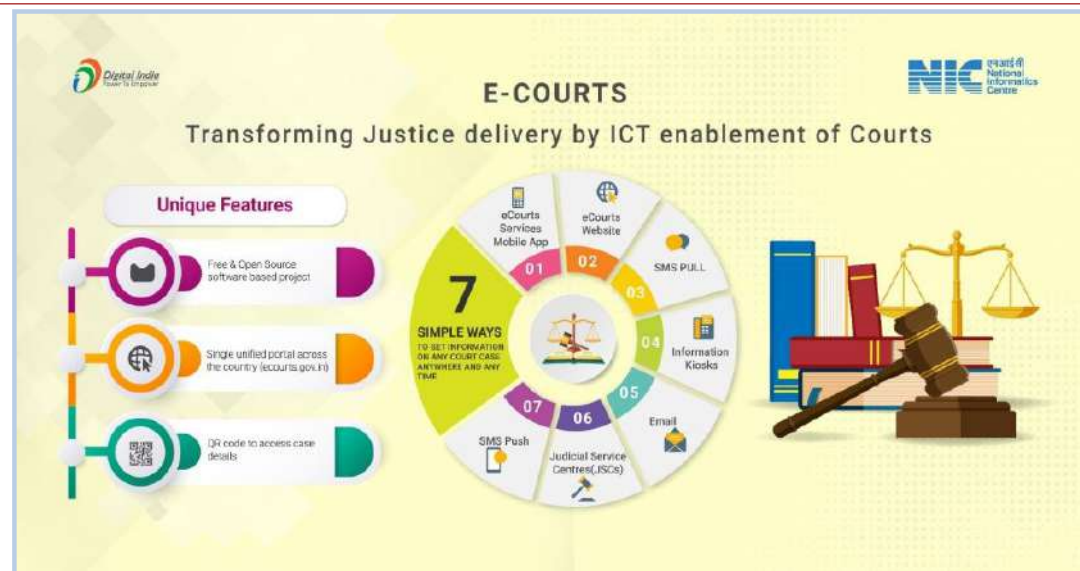 Digital India
Power To Empower
NIC
एनआईसी
National
Informatics
Centre
E-COURTS
Transforming Justice delivery by ICT enablement of Courts
Unique Features
Free & Open Source
software based project
Single unified portal across
the country (ecourts.gov.in)
QR code to access case
details
7
SIMPLE WAYS
TO GET INFORMATION
ON ANY COURT CASE
ANYWHERE AND ANY
TIME
eCourts
Services
Mobile App
01
eCourts
Website
02
SMS PULL
03
Information
Kiosks
04
Email
05
Judicial Service
Centres(JSCs)
06
SMS Push
07